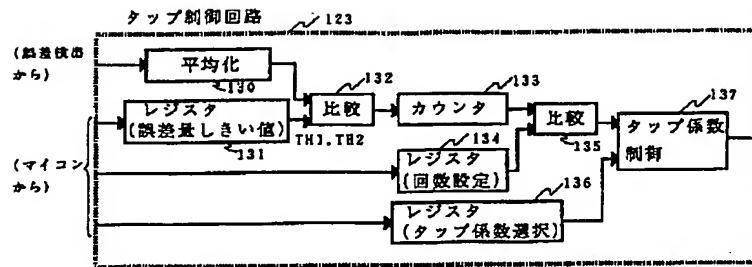 タップ制御回路
123
(誤差検出
から)
平均化
130
132
比較
133
カウンタ
137
レジスタ
(誤差量しきい値)
131
TH1.TH2
比較
135
タップ係数
制御
134
レジスタ
(回数設定)
(マイコン
から)
136
レジスタ
(タップ係数選択)